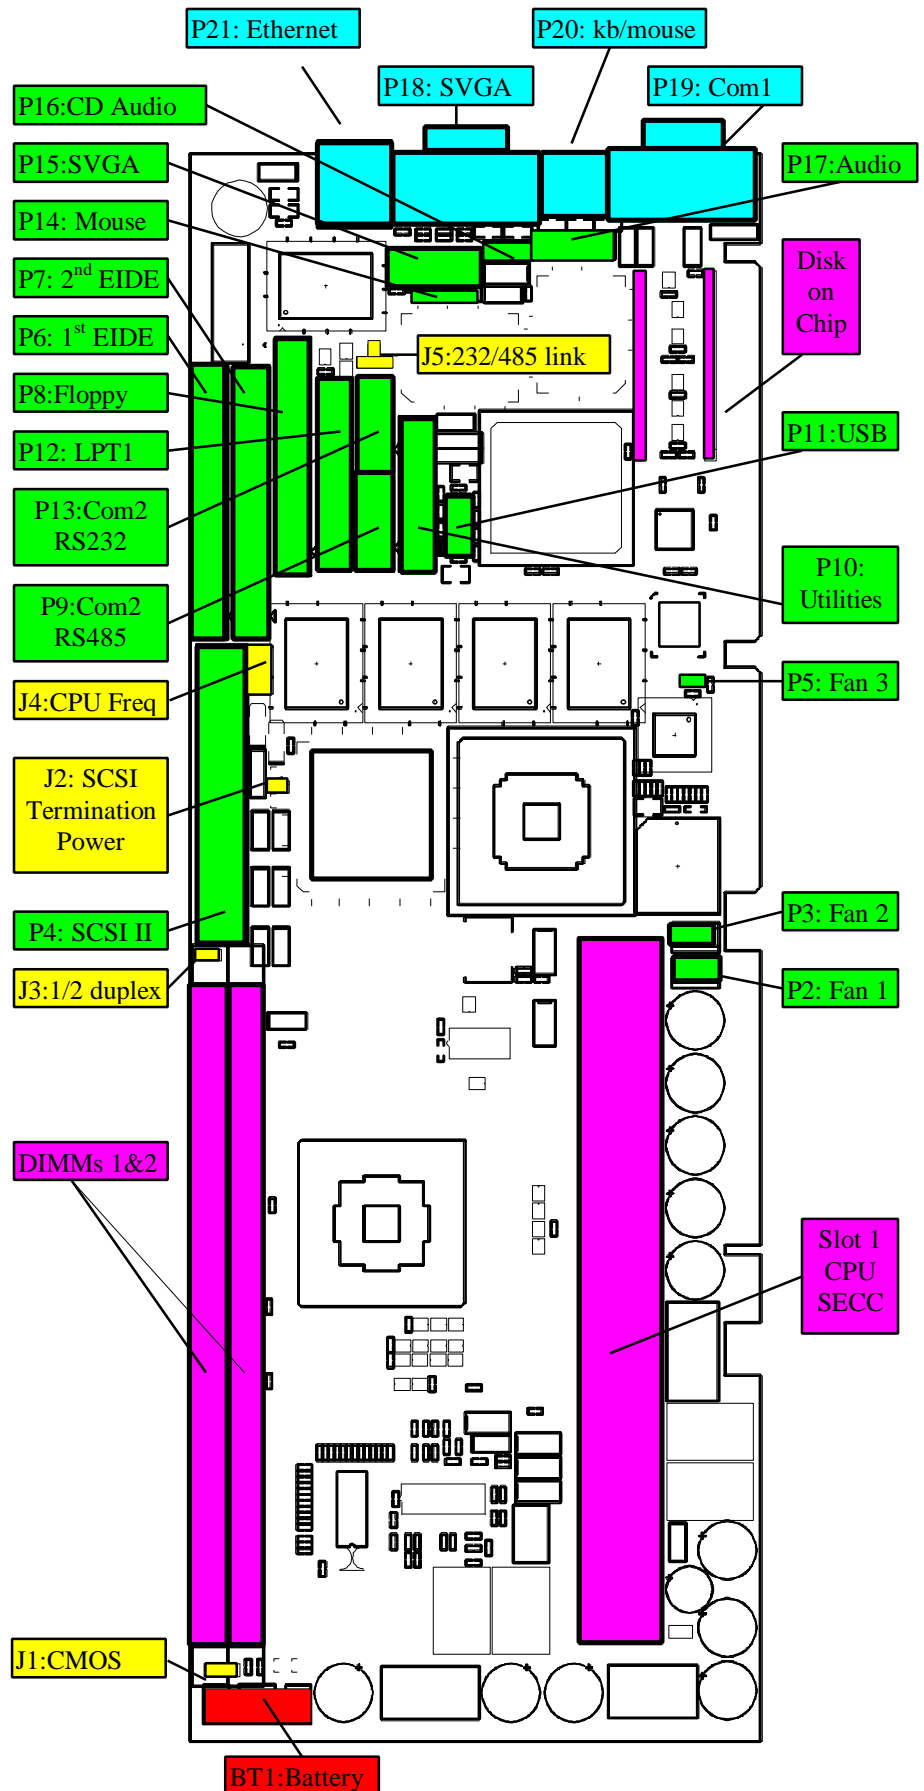 P21: Ethernet
P20: kb/mouse
P18: SVGA
P19: Com1
P16:CD Audio
P15:SVGA
P17:Audio
P14: Mouse
P7: 2nd EIDE
Disk
on
Chip
P6: 1st EIDE
J5:232/485 link
P8:Floppy
P12: LPT1
P11:USB
P13:Com2
RS232
P10:
Utilities
P9:Com2
RS485
J4:CPU Freq
P5: Fan 3
J2: SCSI
Termination
Power
P4: SCSI II
P3: Fan 2
J3:1/2 duplex
P2: Fan 1
DIMMs 1&2
Slot 1
CPU
SECC
J1:CMOS
BT1:Battery